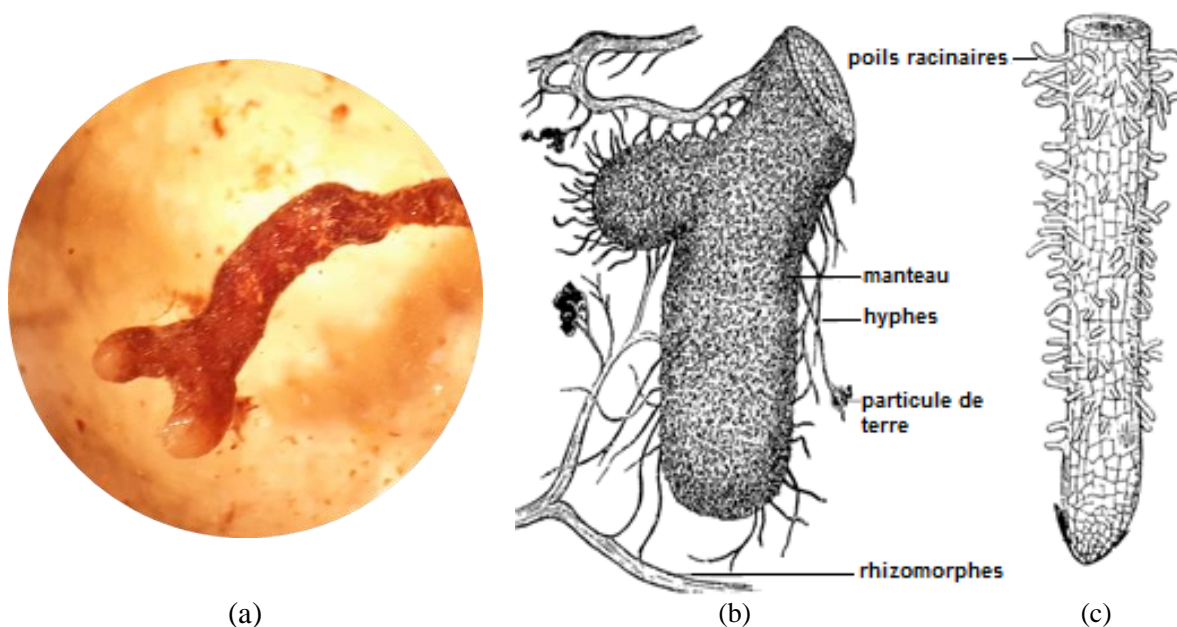 poils racinaires
manteau
hyphes
particule de
terre
rhizomorphes
(a) (b) (c)